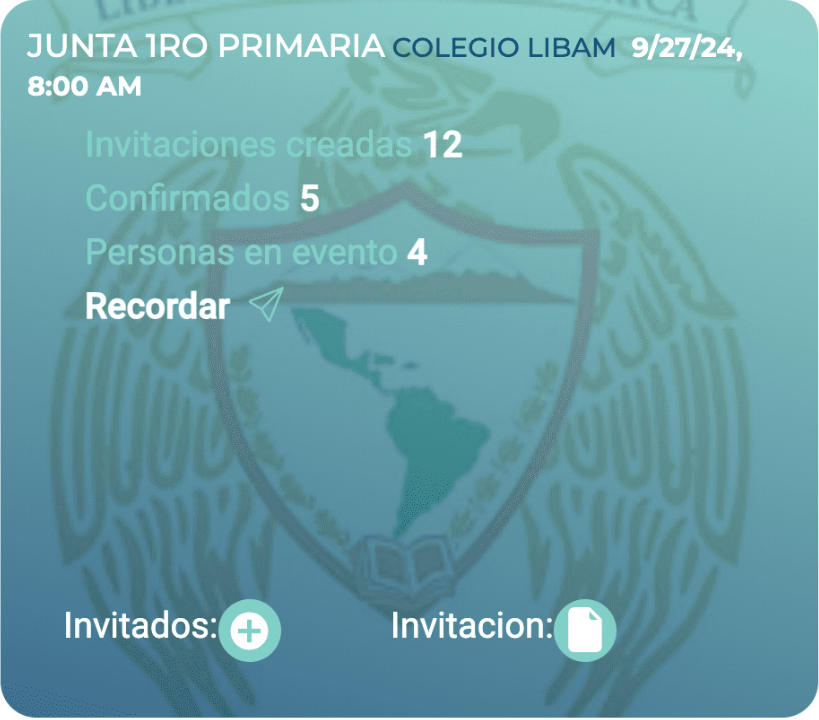 JUNTA 1RO PRIMARIA COLEGIO LIBAM 9/27/24,
8:00 AM
Invitaciones creadas 12
Confirmados 5
Personas en evento 4
Recordar
Invitados:
Invitacion: